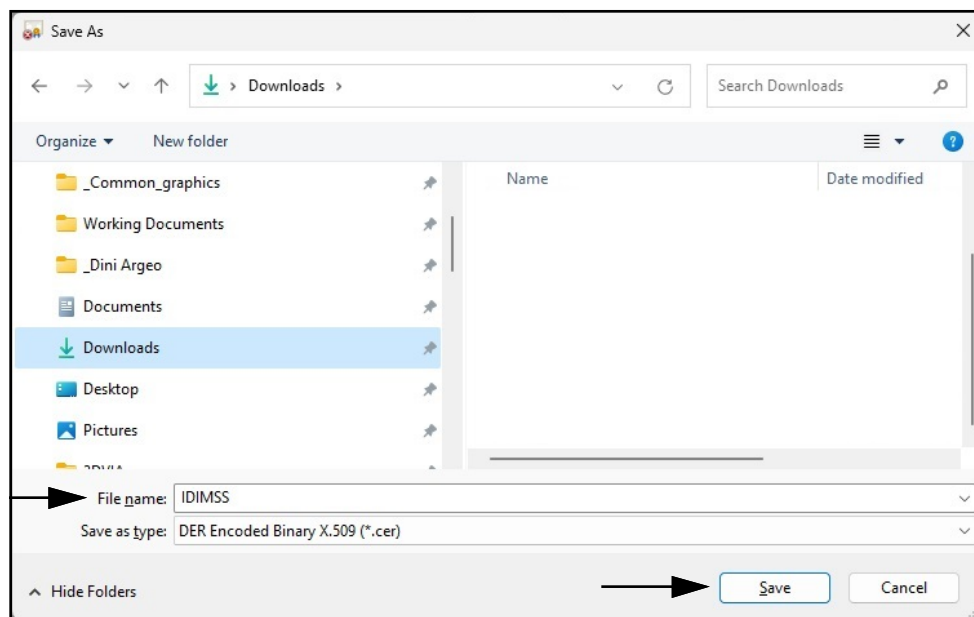 Save As
Downloads
Search Downloads
Organize
New folder
Name
Date modified
_Common_graphics
Working Documents
_Dini Argeo
Documents
Downloads
Desktop
Pictures
File name: IDIMSS
Save as type: DER Encoded Binary X.509 (*.cer)
Hide Folders
Save
Cancel